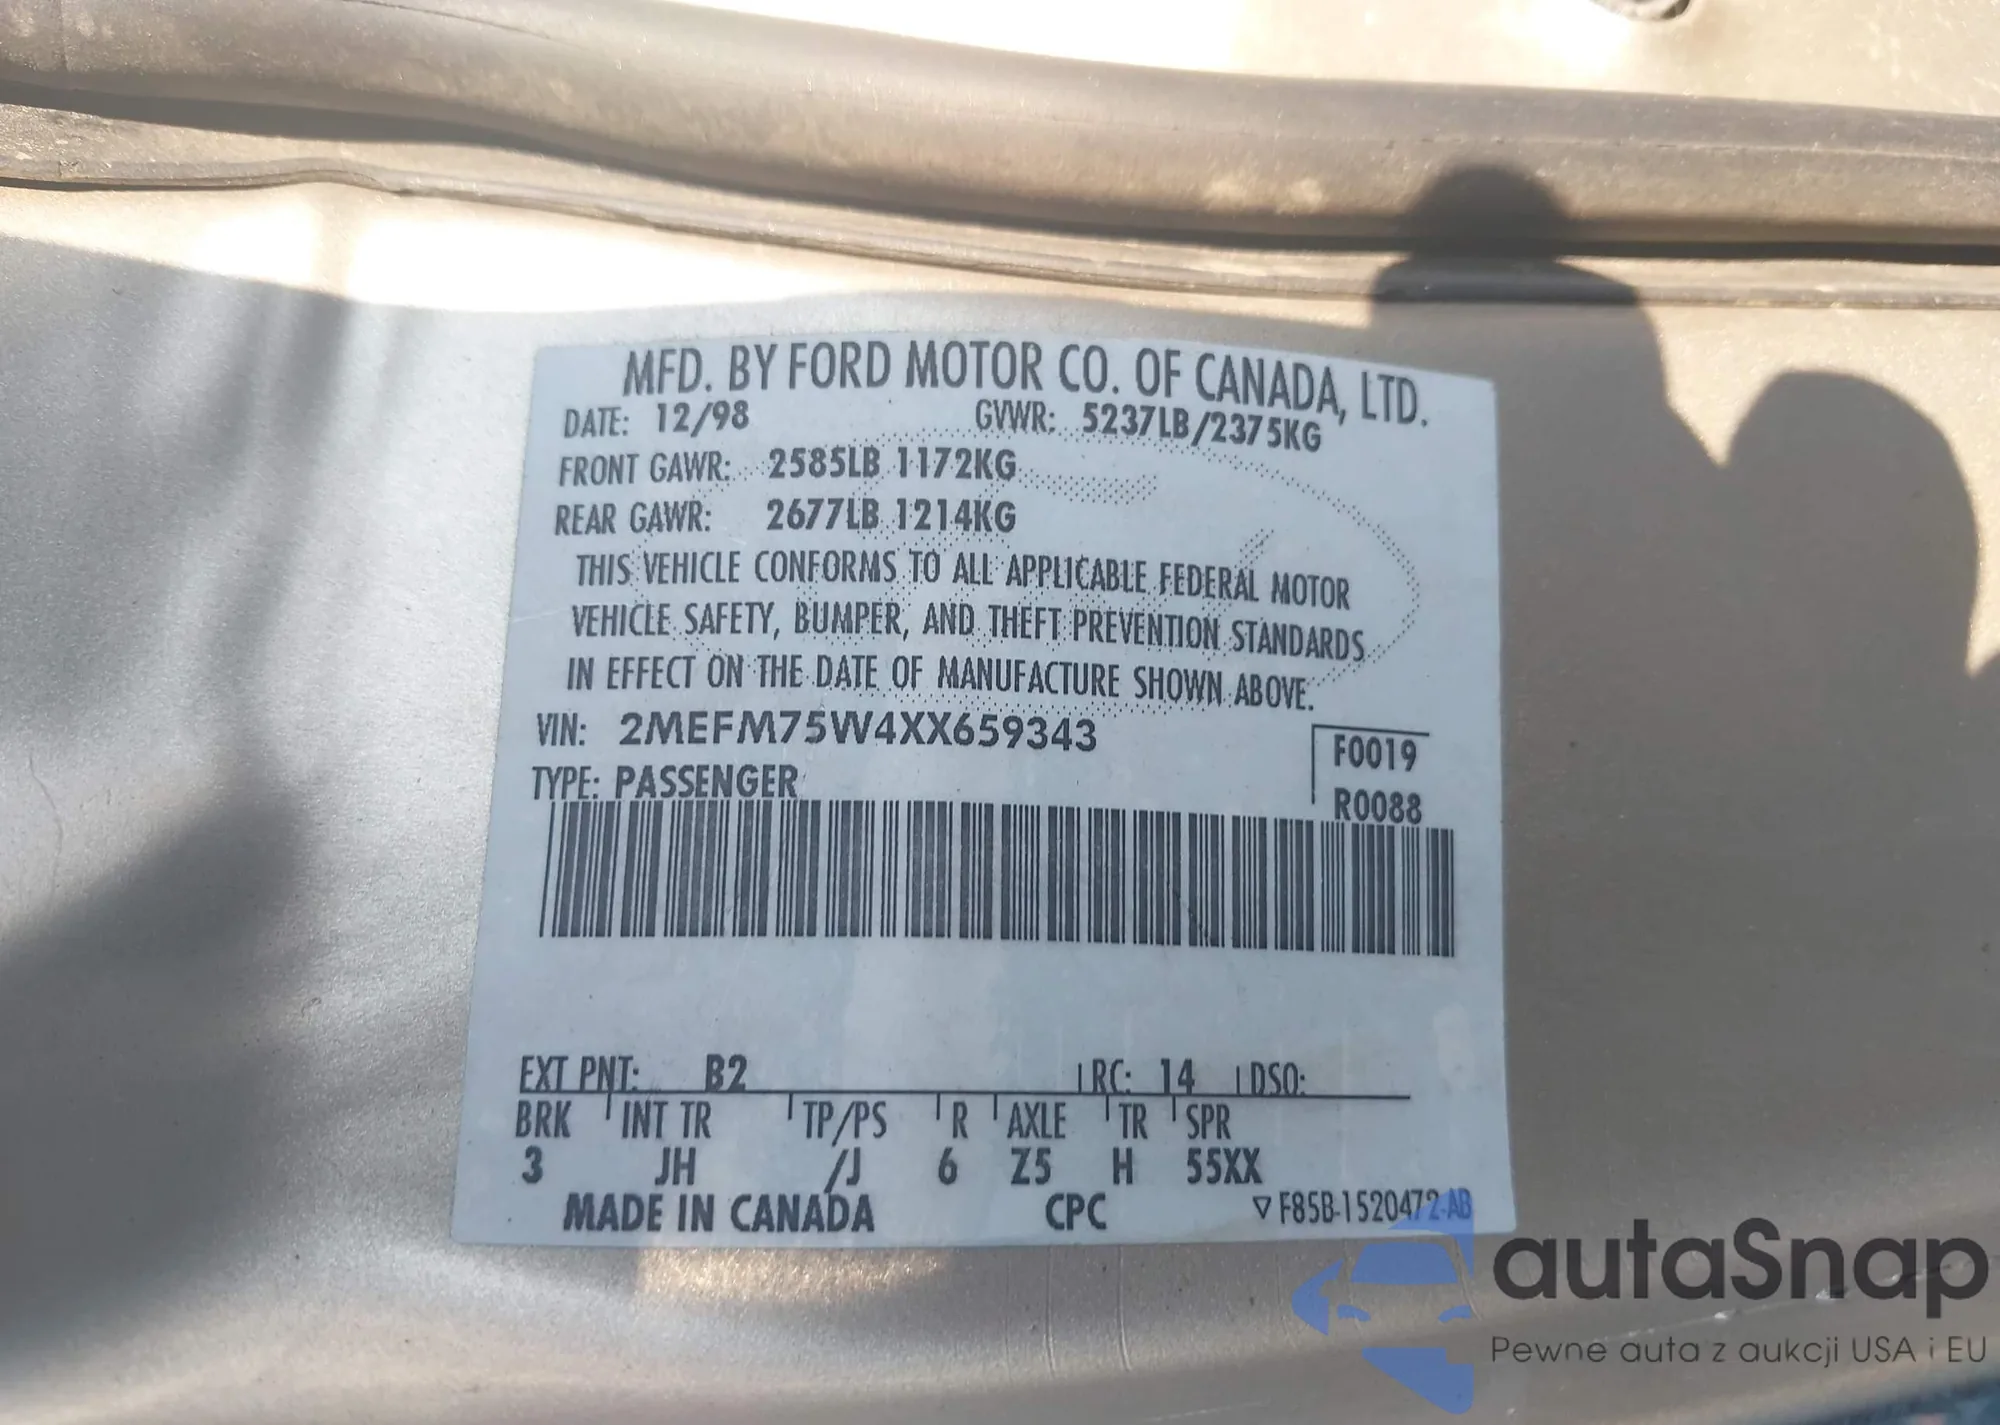 MFD. BY FORD MOTOR CO. OF CANADA, LTD.
DATE: 12/98 GVWR: 5237LB/2375KG
FRONT GAWR: 2585LB 1172KG
REAR GAWR: 2677LB 1214KG
THIS VEHICLE CONFORMS TO ALL APPLICABLE FEDERAL MOTOR
VEHICLE SAFETY, BUMPER, AND THEFT PREVENTION STANDARDS
IN EFFECT ON THE DATE OF MANUFACTURE SHOWN ABOVE.
VIN: 2MEFM75W4XX659343
F0019
TYPE: PASSENGER
R0088
EXT PNT: B2 RC: 14 DSO:
BRK INT TR TP/PS R AXLE TR SPR
3 JH /J 6 Z5 H 55XX
MADE IN CANADA CPC ▽F85B-1520472-AB
autaSnap
Pewne auta z aukcji USA i EU